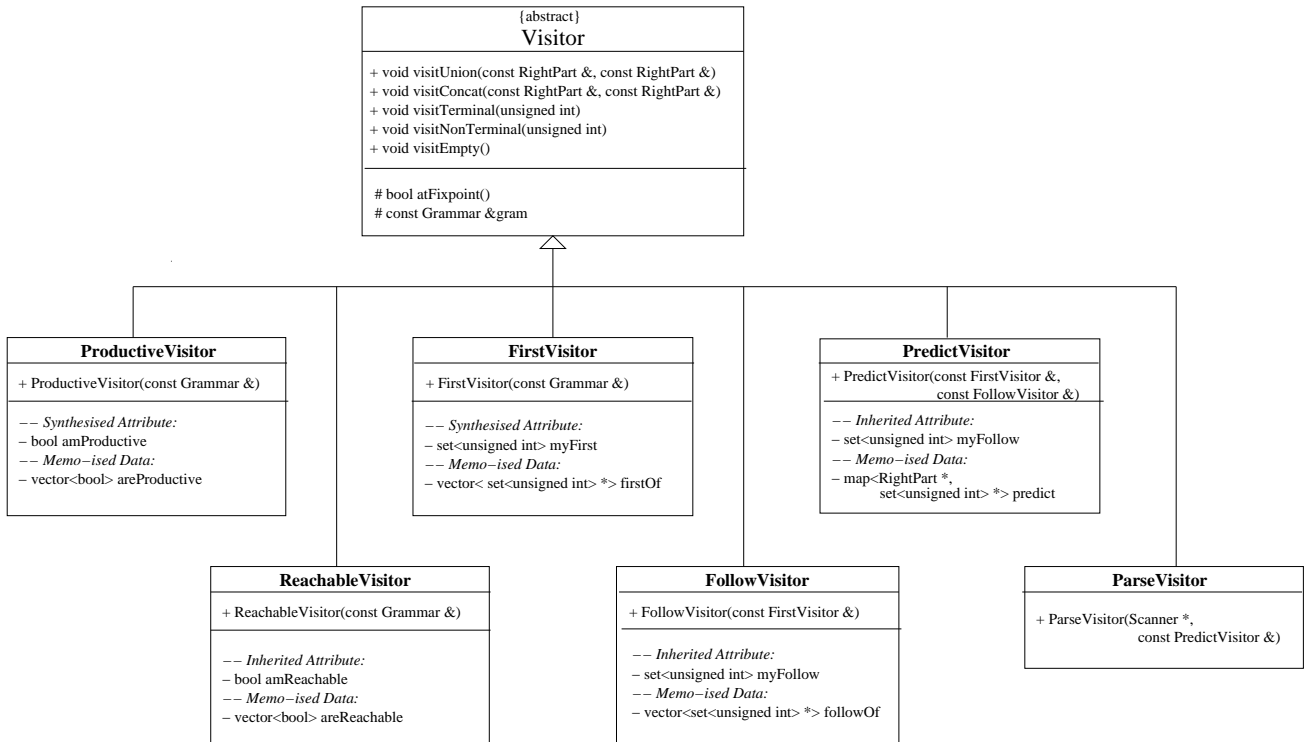 {abstract}
Visitor
+ void visitUnion(const RightPart &, const RightPart &)
+ void visitConcat(const RightPart &, const RightPart &)
+ void visitTerminal(unsigned int)
+ void visitNonTerminal(unsigned int)
+ void visitEmpty()
# bool atFixpoint()
# const Grammar &gram
ProductiveVisitor
+ ProductiveVisitor(const Grammar &)
−− Synthesised Attribute:
− bool amProductive
−− Memo−ised Data:
− vector<bool> areProductive
FirstVisitor
+ FirstVisitor(const Grammar &)
−− Synthesised Attribute:
− set<unsigned int> myFirst
−− Memo−ised Data:
− vector< set<unsigned int> *> firstOf
PredictVisitor
+ PredictVisitor(const FirstVisitor &,
const FollowVisitor &)
−− Inherited Attribute:
− set<unsigned int> myFollow
−− Memo−ised Data:
− map<RightPart *,
set<unsigned int> *> predict
ReachableVisitor
+ ReachableVisitor(const Grammar &)
−− Inherited Attribute:
− bool amReachable
−− Memo−ised Data:
− vector<bool> areReachable
FollowVisitor
+ FollowVisitor(const FirstVisitor &)
−− Inherited Attribute:
− set<unsigned int> myFollow
−− Memo−ised Data:
− vector<set<unsigned int> *> followOf
ParseVisitor
+ ParseVisitor(Scanner *,
const PredictVisitor &)